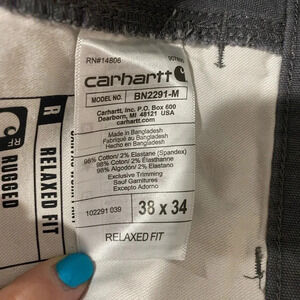 RN#14806
carhartt
MODEL NO. BN2291-M
Carhartt, Inc. P.O. Box 600
Dearborn, MI 48121 USA
carhartt.com
Made in Bangladesh
Fabriqué au Bangladesh
Hecho en Bangladesh
98% Cotton/ 2% Elastane (Spandex)
98% Coton/ 2% Élasthanne
98% Algodón/ 2% Elastano
Exclusive Trimming
Sauf Garnitures
Excepto Adorno
102291 039
38 x 34
RELAXED FIT
R RELAXED FIT
RF
RUGGED